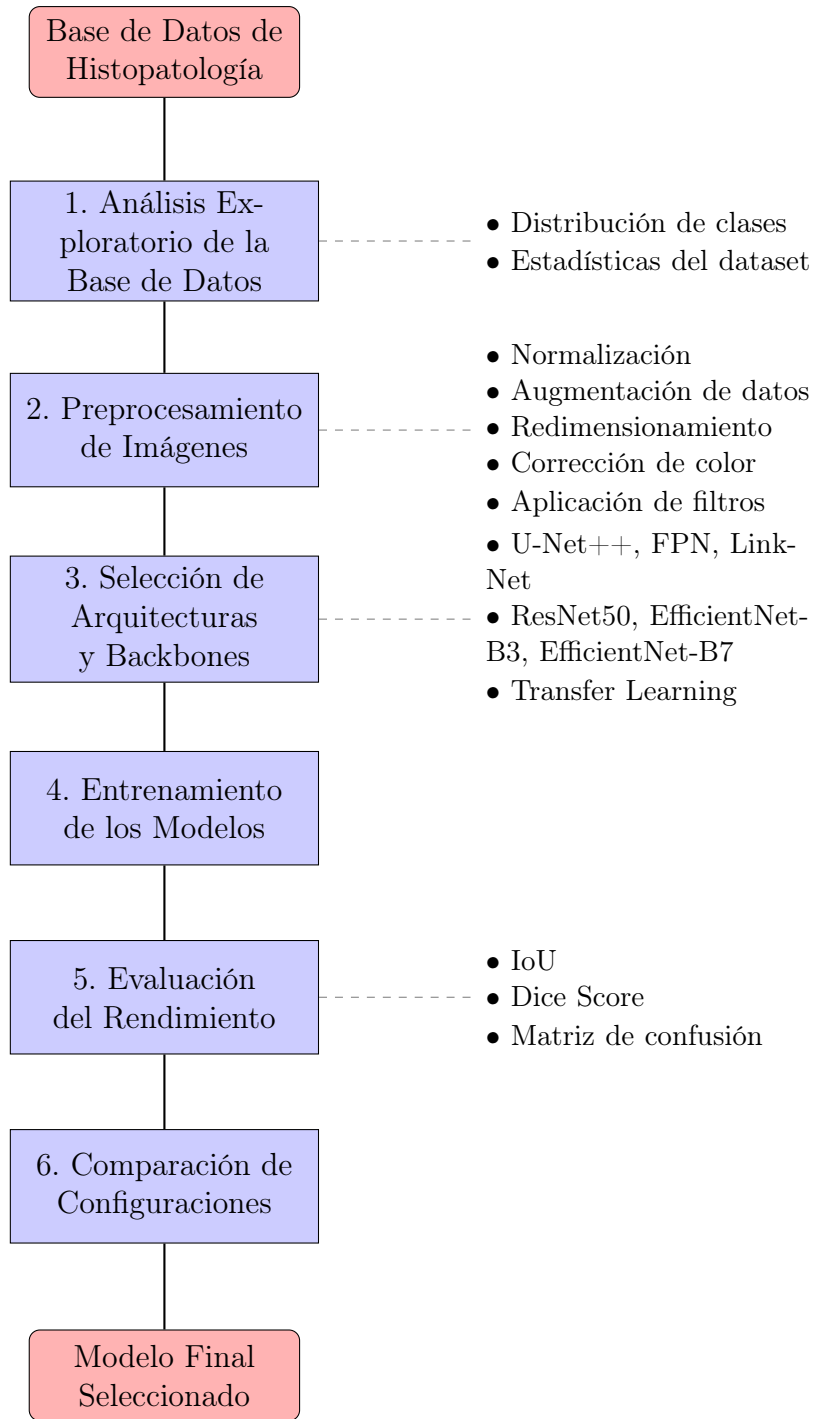 Base de Datos de
Histopatología
1. Análisis Ex-
ploratorio de la
Base de Datos
• Distribución de clases
• Estadísticas del dataset
2. Preprocesamiento
de Imágenes
• Normalización
• Augmentación de datos
• Redimensionamiento
• Corrección de color
• Aplicación de filtros
3. Selección de
Arquitecturas
y Backbones
• U-Net++, FPN, Link-
Net
• ResNet50, EfficientNet-
B3, EfficientNet-B7
• Transfer Learning
4. Entrenamiento
de los Modelos
5. Evaluación
del Rendimiento
• IoU
• Dice Score
• Matriz de confusión
6. Comparación de
Configuraciones
Modelo Final
Seleccionado